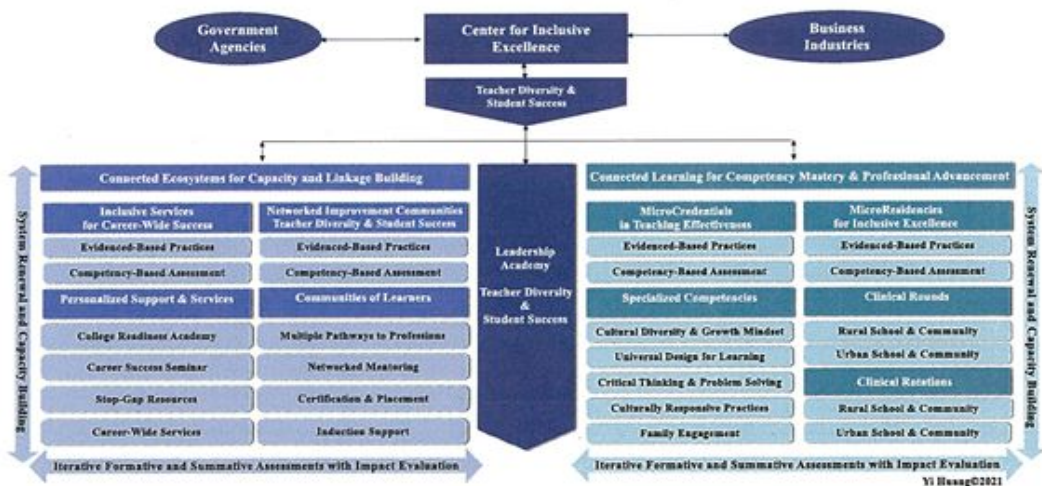 Government
Agencies
Center for Inclusive
Excellence
Business
Industries
Teacher Diversity &
Student Success
System Renewal and Capacity Building
Connected Ecosystems for Capacity and Linkage Building
Inclusive Services
for Career-Wide Success
Evidenced-Based Practices
Competency-Based Assessment
Personalized Support & Services
College Readiness Academy
Career Success Seminar
Stop-Gap Resources
Career-Wide Services
Networked Improvement Communities
Teacher Diversity & Student Success
Evidenced-Based Practices
Competency-Based Assessment
Communities of Learners
Multiple Pathways to Professions
Networked Mentoring
Certification & Placement
Induction Support
Iterative Formative and Summative Assessments with Impact Evaluation
Leadership
Academy
Teacher Diversity
&
Student Success
Connected Learning for Competency Mastery & Professional Advancement
MicroCredentials
in Teaching Effectiveness
Evidenced-Based Practices
Competency-Based Assessment
Specialized Competencies
Cultural Diversity & Growth Mindset
Universal Design for Learning
Critical Thinking & Problem Solving
Culturally Responsive Practices
Family Engagement
MicroResidencies
for Inclusive Excellence
Evidenced-Based Practices
Competency-Based Assessment
Clinical Rounds
Rural School & Community
Urban School & Community
Clinical Rotations
Rural School & Community
Urban School & Community
System Renewal and Capacity Building
Iterative Formative and Summative Assessments with Impact Evaluation
Yi Huang©2021